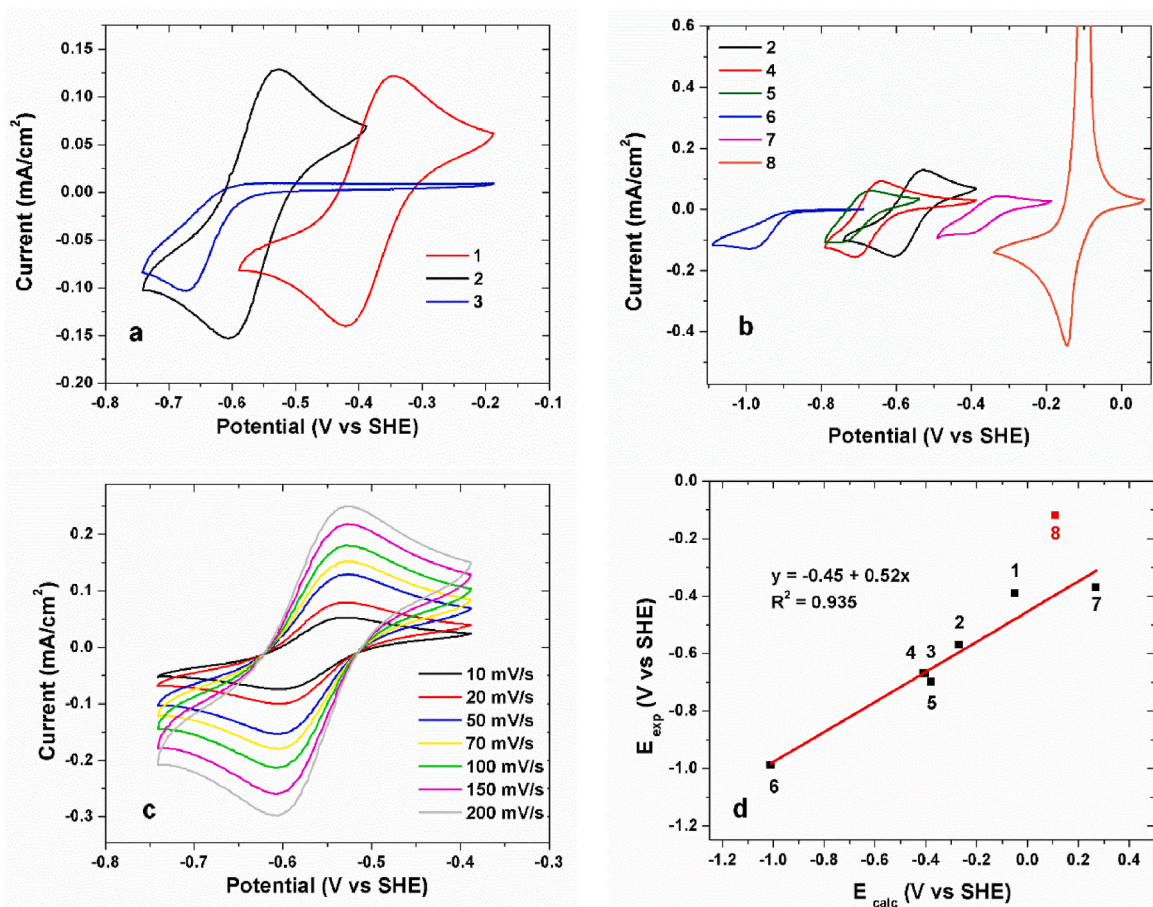 0.15
0.10
0.05
0.00
-0.05
-0.10
-0.15
-0.20
Current (mA/cm²)
1
2
3
a
-0.8 -0.7 -0.6 -0.5 -0.4 -0.3 -0.2 -0.1
Potential (V vs SHE)
0.6
0.4
0.2
0.0
-0.2
-0.4
-0.6
Current (mA/cm²)
2
4
5
6
7
8
b
-1.0 -0.8 -0.6 -0.4 -0.2 0.0
Potential (V vs SHE)
0.2
0.1
0.0
-0.1
-0.2
-0.3
Current (mA/cm²)
10 mV/s
20 mV/s
50 mV/s
70 mV/s
100 mV/s
150 mV/s
200 mV/s
c
-0.8 -0.7 -0.6 -0.5 -0.4 -0.3
Potential (V vs SHE)
0.0
-0.2
-0.4
-0.6
-0.8
-1.0
-1.2
E exp (V vs SHE)
y = -0.45 + 0.52x
R² = 0.935
8
1
7
2
4 3
5
6
d
-1.2 -1.0 -0.8 -0.6 -0.4 -0.2 0.0 0.2 0.4
E calc (V vs SHE)